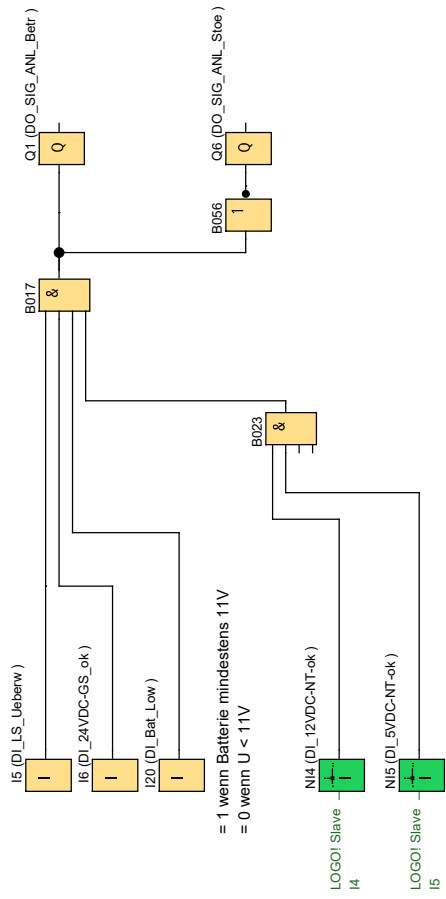 I5 ( DI_LS_Ueberw )
I
I6 ( DI_24VDC-GS_ok )
I
I20 ( DI_Bat_Low )
I
= 1 wenn Batterie mindestens 11V
= 0 wenn U < 11V
NI4 ( DI_12VDC-NT-ok )
I
LOGO! Slave
I4
NI5 ( DI_5VDC-NT-ok )
I
LOGO! Slave
I5
B023
&
B017
&
B056
1
Q1 (DO_SIG_ANL_Betr)
Q
Q6 (DO_SIG_ANL_Stoe)
Q